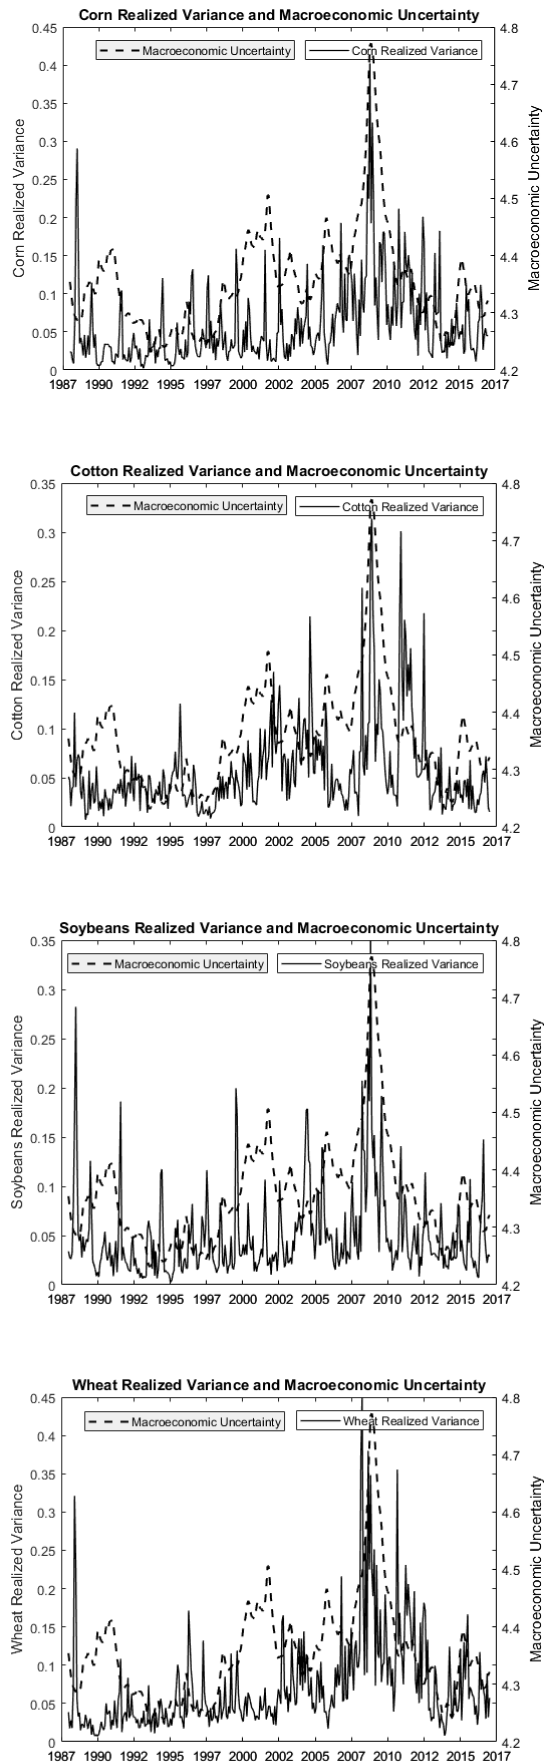 Corn Realized Variance and Macroeconomic Uncertainty
0.45
0.4
0.35
0.3
0.25
0.2
0.15
0.1
0.05
0
Corn Realized Variance
Macroeconomic Uncertainty
Corn Realized Variance
4.8
4.7
4.6
4.5
4.4
4.3
4.2
Macroeconomic Uncertainty
1987 1990 1992 1995 1997 2000 2002 2005 2007 2010 2012 2015 2017
Cotton Realized Variance and Macroeconomic Uncertainty
0.35
0.3
0.25
0.2
0.15
0.1
0.05
0
Cotton Realized Variance
Macroeconomic Uncertainty
Cotton Realized Variance
4.8
4.7
4.6
4.5
4.4
4.3
4.2
Macroeconomic Uncertainty
1987 1990 1992 1995 1997 2000 2002 2005 2007 2010 2012 2015 2017
Soybeans Realized Variance and Macroeconomic Uncertainty
0.35
0.3
0.25
0.2
0.15
0.1
0.05
0
Soybeans Realized Variance
Macroeconomic Uncertainty
Soybeans Realized Variance
4.8
4.7
4.6
4.5
4.4
4.3
4.2
Macroeconomic Uncertainty
1987 1990 1992 1995 1997 2000 2002 2005 2007 2010 2012 2015 2017
Wheat Realized Variance and Macroeconomic Uncertainty
0.45
0.4
0.35
0.3
0.25
0.2
0.15
0.1
0.05
0
Wheat Realized Variance
Macroeconomic Uncertainty
Wheat Realized Variance
4.8
4.7
4.6
4.5
4.4
4.3
4.2
Macroeconomic Uncertainty
1987 1990 1992 1995 1997 2000 2002 2005 2007 2010 2012 2015 2017